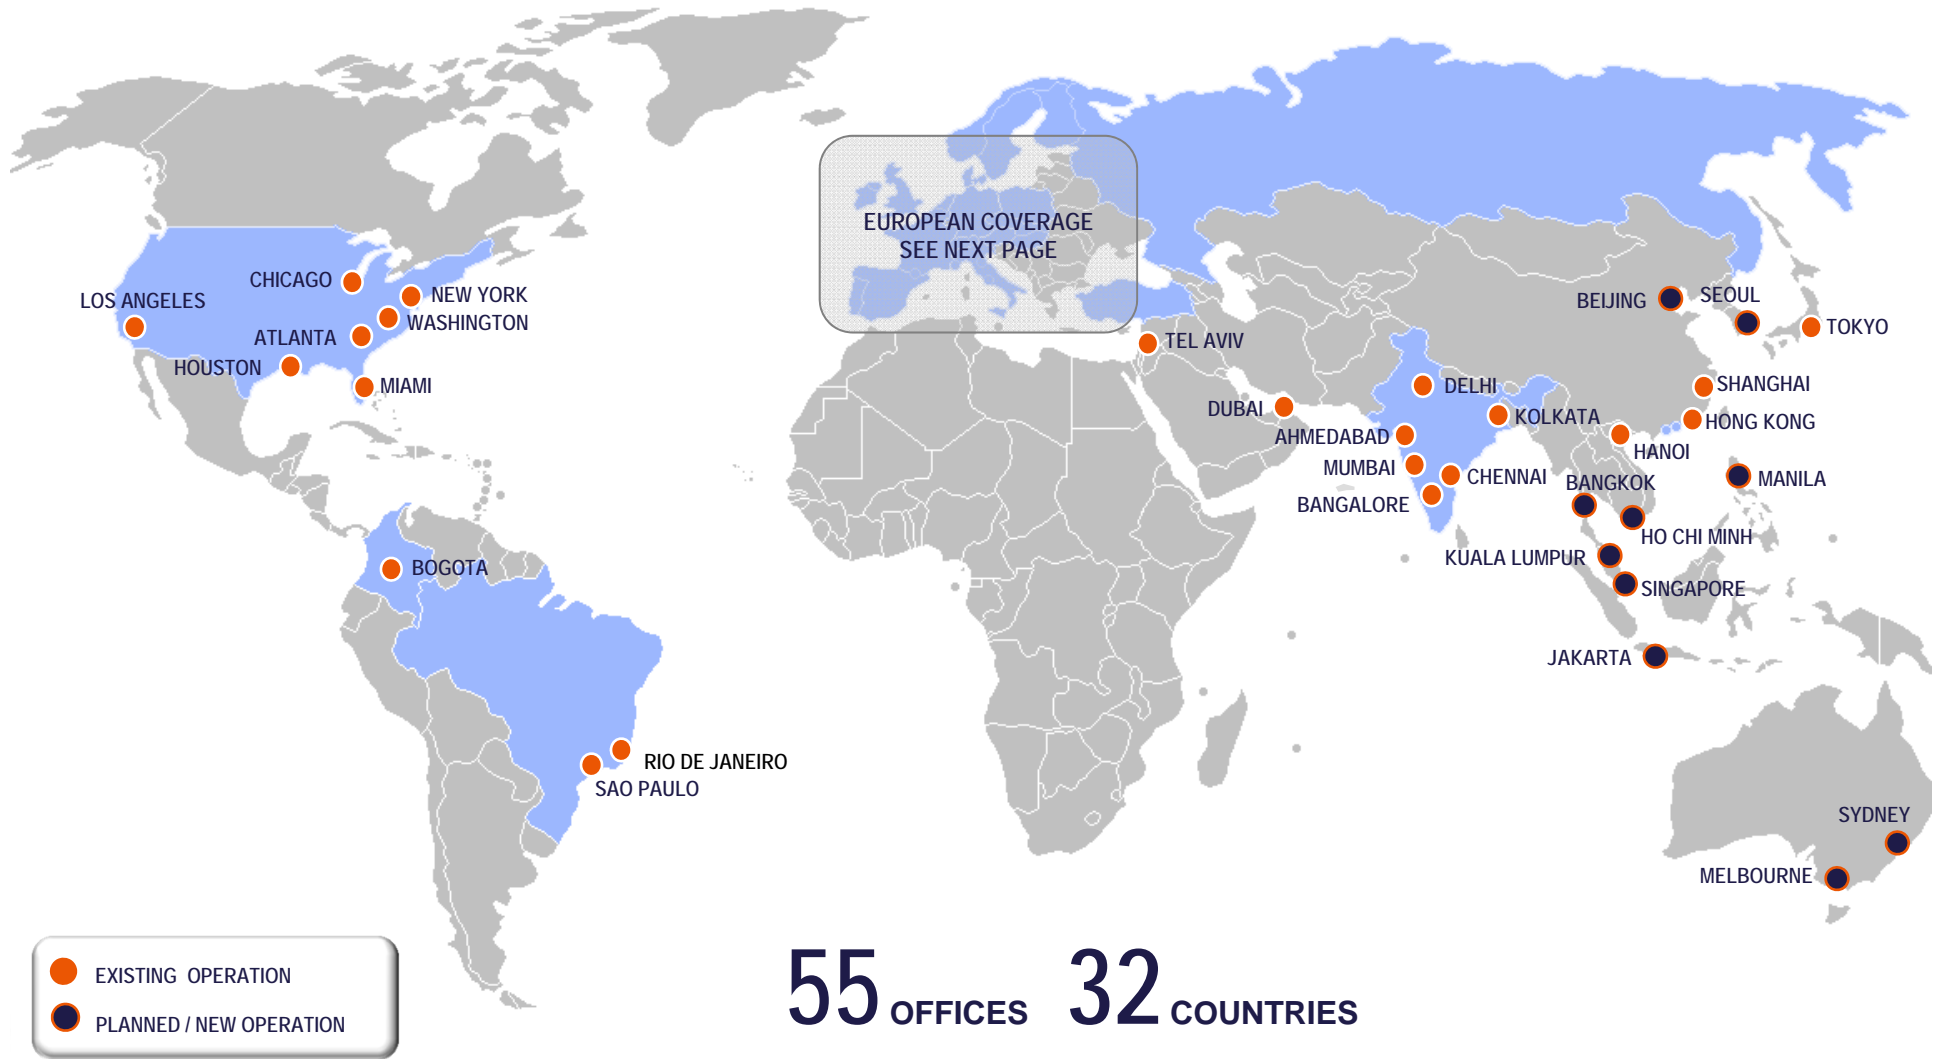 EUROPEAN COVERAGE
SEE NEXT PAGE
CHICAGO
LOS ANGELES
NEW YORK
WASHINGTON
ATLANTA
HOUSTON
MIAMI
BEIJING
SEOUL
TOKYO
TEL AVIV
DELHI
SHANGHAI
DUBAI
KOLKATA
HONG KONG
AHMEDABAD
HANOI
MUMBAI
CHENNAI
BANGKOK
MANILA
BANGALORE
HO CHI MINH
KUALA LUMPUR
BOGOTA
SINGAPORE
JAKARTA
RIO DE JANEIRO
SAO PAULO
SYDNEY
MELBOURNE
EXISTING OPERATION
PLANNED / NEW OPERATION
55 OFFICES 32 COUNTRIES